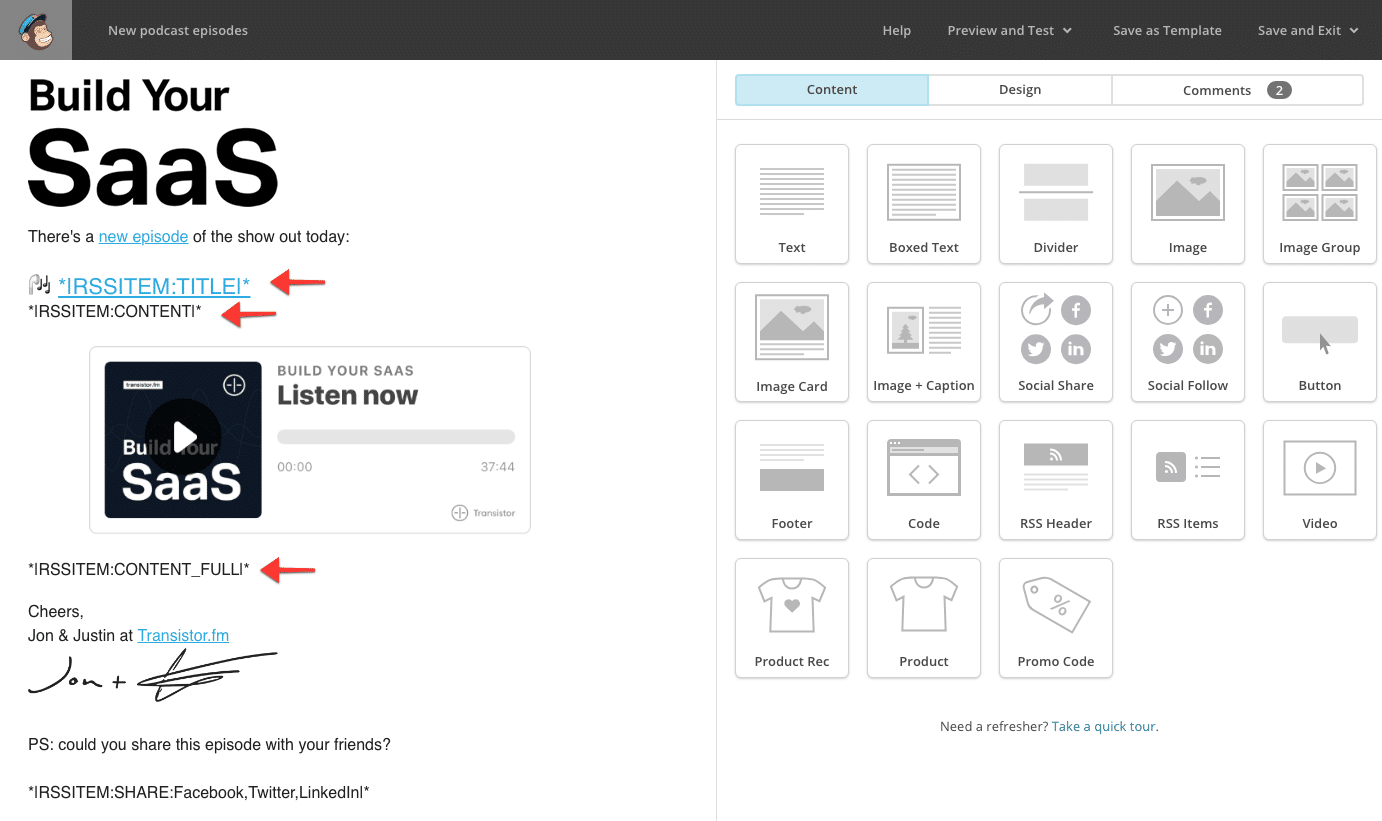 New podcast episodes
Help
Preview and Test
Save as Template
Save and Exit
Build Your
SaaS
There's a new episode of the show out today:
*|RSSITEM:TITLE|*
*|RSSITEM:CONTENT|*
transistor.fm
Build Your
SaaS
BUILD YOUR SAAS
Listen now
00:00
37:44
Transistor
*|RSSITEM:CONTENT_FULL|*
Cheers,
Jon & Justin at Transistor.fm
Jon +
PS: could you share this episode with your friends?
*|RSSITEM:SHARE:Facebook,Twitter,LinkedIn|*
Content
Design
Comments 2
Text
Boxed Text
Divider
Image
Image Group
Image Card
Image + Caption
Social Share
Social Follow
Button
Footer
Code
RSS Header
RSS Items
Video
Product Rec
Product
Promo Code
Need a refresher? Take a quick tour.